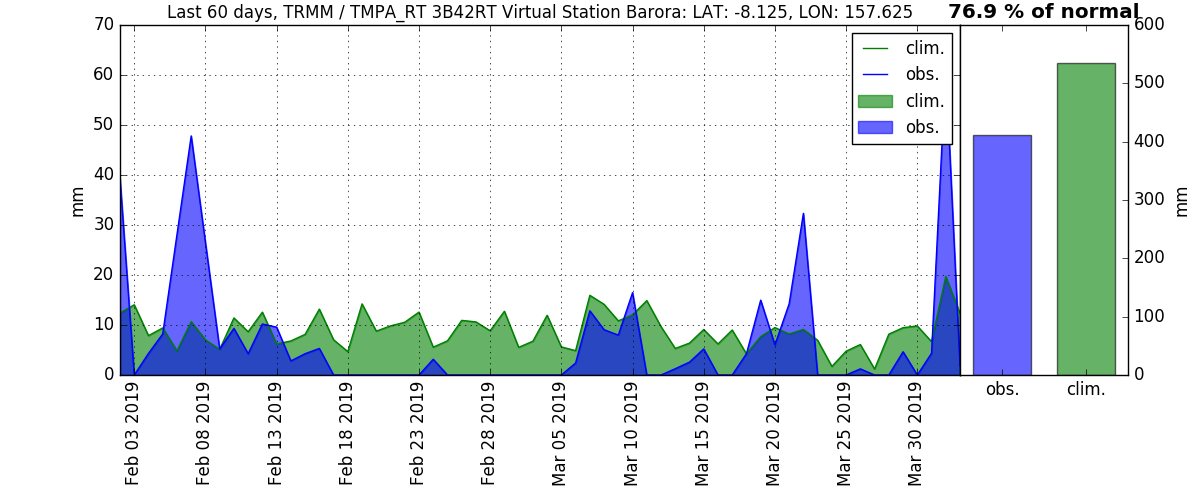 Last 60 days, TRMM / TMPA_RT 3B42RT Virtual Station Barora: LAT: -8.125, LON: 157.625
76.9 % of normal
70
60
50
40
30
20
10
0
mm
clim.
obs.
clim.
obs.
600
500
400
300
200
100
0
mm
obs.
clim.
Feb 03 2019
Feb 08 2019
Feb 13 2019
Feb 18 2019
Feb 23 2019
Feb 28 2019
Mar 05 2019
Mar 10 2019
Mar 15 2019
Mar 20 2019
Mar 25 2019
Mar 30 2019